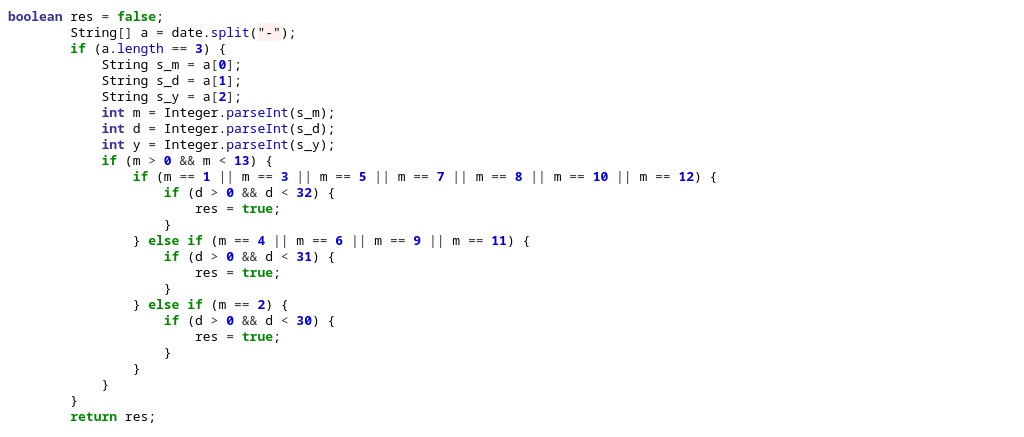 boolean res = false;
        String[] a = date.split("-");
        if (a.length == 3) {
            String s_m = a[0];
            String s_d = a[1];
            String s_y = a[2];
            int m = Integer.parseInt(s_m);
            int d = Integer.parseInt(s_d);
            int y = Integer.parseInt(s_y);
            if (m > 0 && m < 13) {
                if (m == 1 || m == 3 || m == 5 || m == 7 || m == 8 || m == 10 || m == 12) {
                    if (d > 0 && d < 32) {
                        res = true;
                    }
                } else if (m == 4 || m == 6 || m == 9 || m == 11) {
                    if (d > 0 && d < 31) {
                        res = true;
                    }
                } else if (m == 2) {
                    if (d > 0 && d < 30) {
                        res = true;
                    }
                }
            }
        }
        return res;